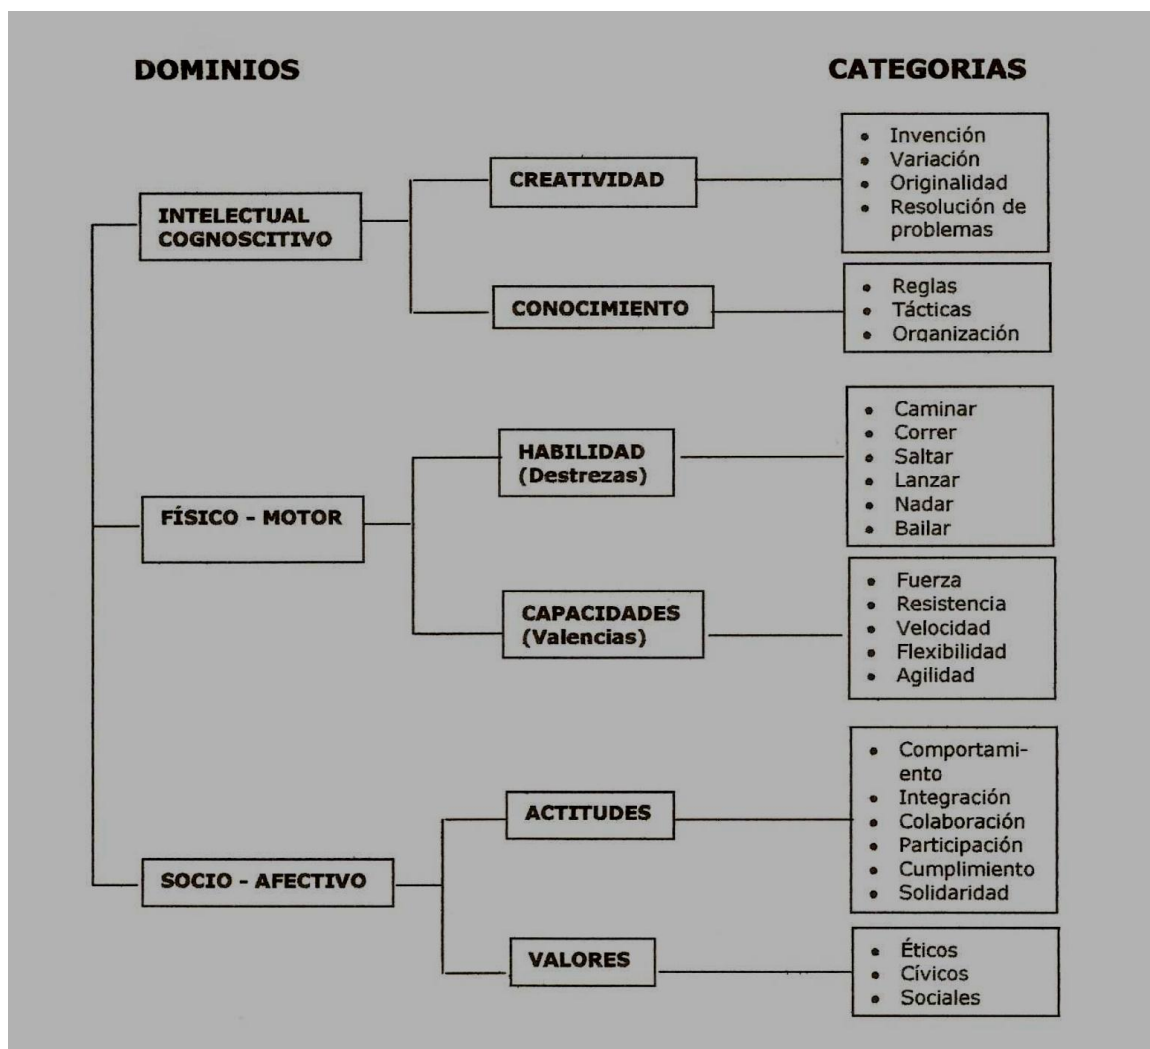 DOMINIOS
CATEGORIAS
INTELECTUAL
COGNOSCITIVO
CREATIVIDAD
• Invención
• Variación
• Originalidad
• Resolución de
problemas
CONOCIMIENTO
• Reglas
• Tácticas
• Organización
FÍSICO - MOTOR
HABILIDAD
(Destrezas)
• Caminar
• Correr
• Saltar
• Lanzar
• Nadar
• Bailar
CAPACIDADES
(Valencias)
• Fuerza
• Resistencia
• Velocidad
• Flexibilidad
• Agilidad
SOCIO - AFECTIVO
ACTITUDES
• Comportami-
ento
• Integración
• Colaboración
• Participación
• Cumplimiento
• Solidaridad
VALORES
• Éticos
• Cívicos
• Sociales